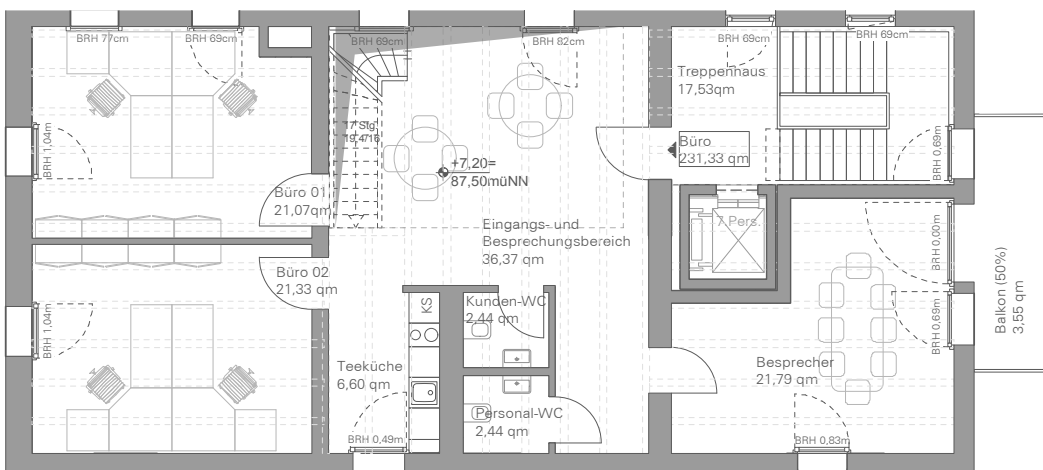 BRH 77cm
BRH 69cm
BRH 69cm
BRH 82cm
BRH 69cm
BRH 69cm
Treppenhaus
17,53qm
17 Stg.
19,4/16
BRH 1,04m
Büro
231,33 qm
BRH 0,69m
+7,20=
87,50müNN
Büro 01
21,07qm
Eingangs- und
Besprechungsbereich
36,37 qm
7 Pers.
BRH 0,00m
Büro 02
21,33 qm
Balkon (50%)
3,55 qm
BRH 1,04m
KS
Kunden-WC
2,44 qm
BRH 0,69m
Teeküche
6,60 qm
Besprecher
21,79 qm
Personal-WC
2,44 qm
BRH 0,49m
BRH 0,83m